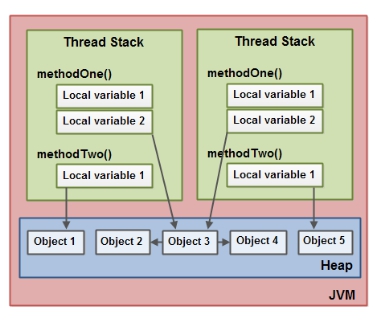 Thread Stack
methodOne()
Local variable 1
Local variable 2
methodTwo()
Local variable 1
Thread Stack
methodOne()
Local variable 1
Local variable 2
methodTwo()
Local variable 1
Object 1 Object 2 Object 3 Object 4 Object 5
Heap
JVM